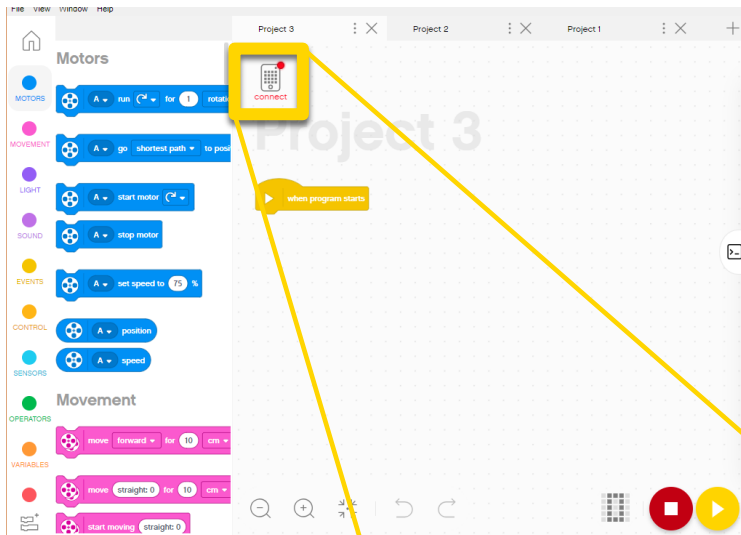 File View Window Help
Project 3
Project 2
Project 1
MOTORS
MOVEMENT
LIGHT
SOUND
EVENTS
CONTROL
SENSORS
OPERATORS
VARIABLES
Motors
A run for 1 rotati
A go shortest path to posi
A start motor
A stop motor
A set speed to 75 %
A position
A speed
Movement
move forward for 10 cm
move straight: 0 for 10 cm
start moving straight: 0
connect
Project 3
when program starts